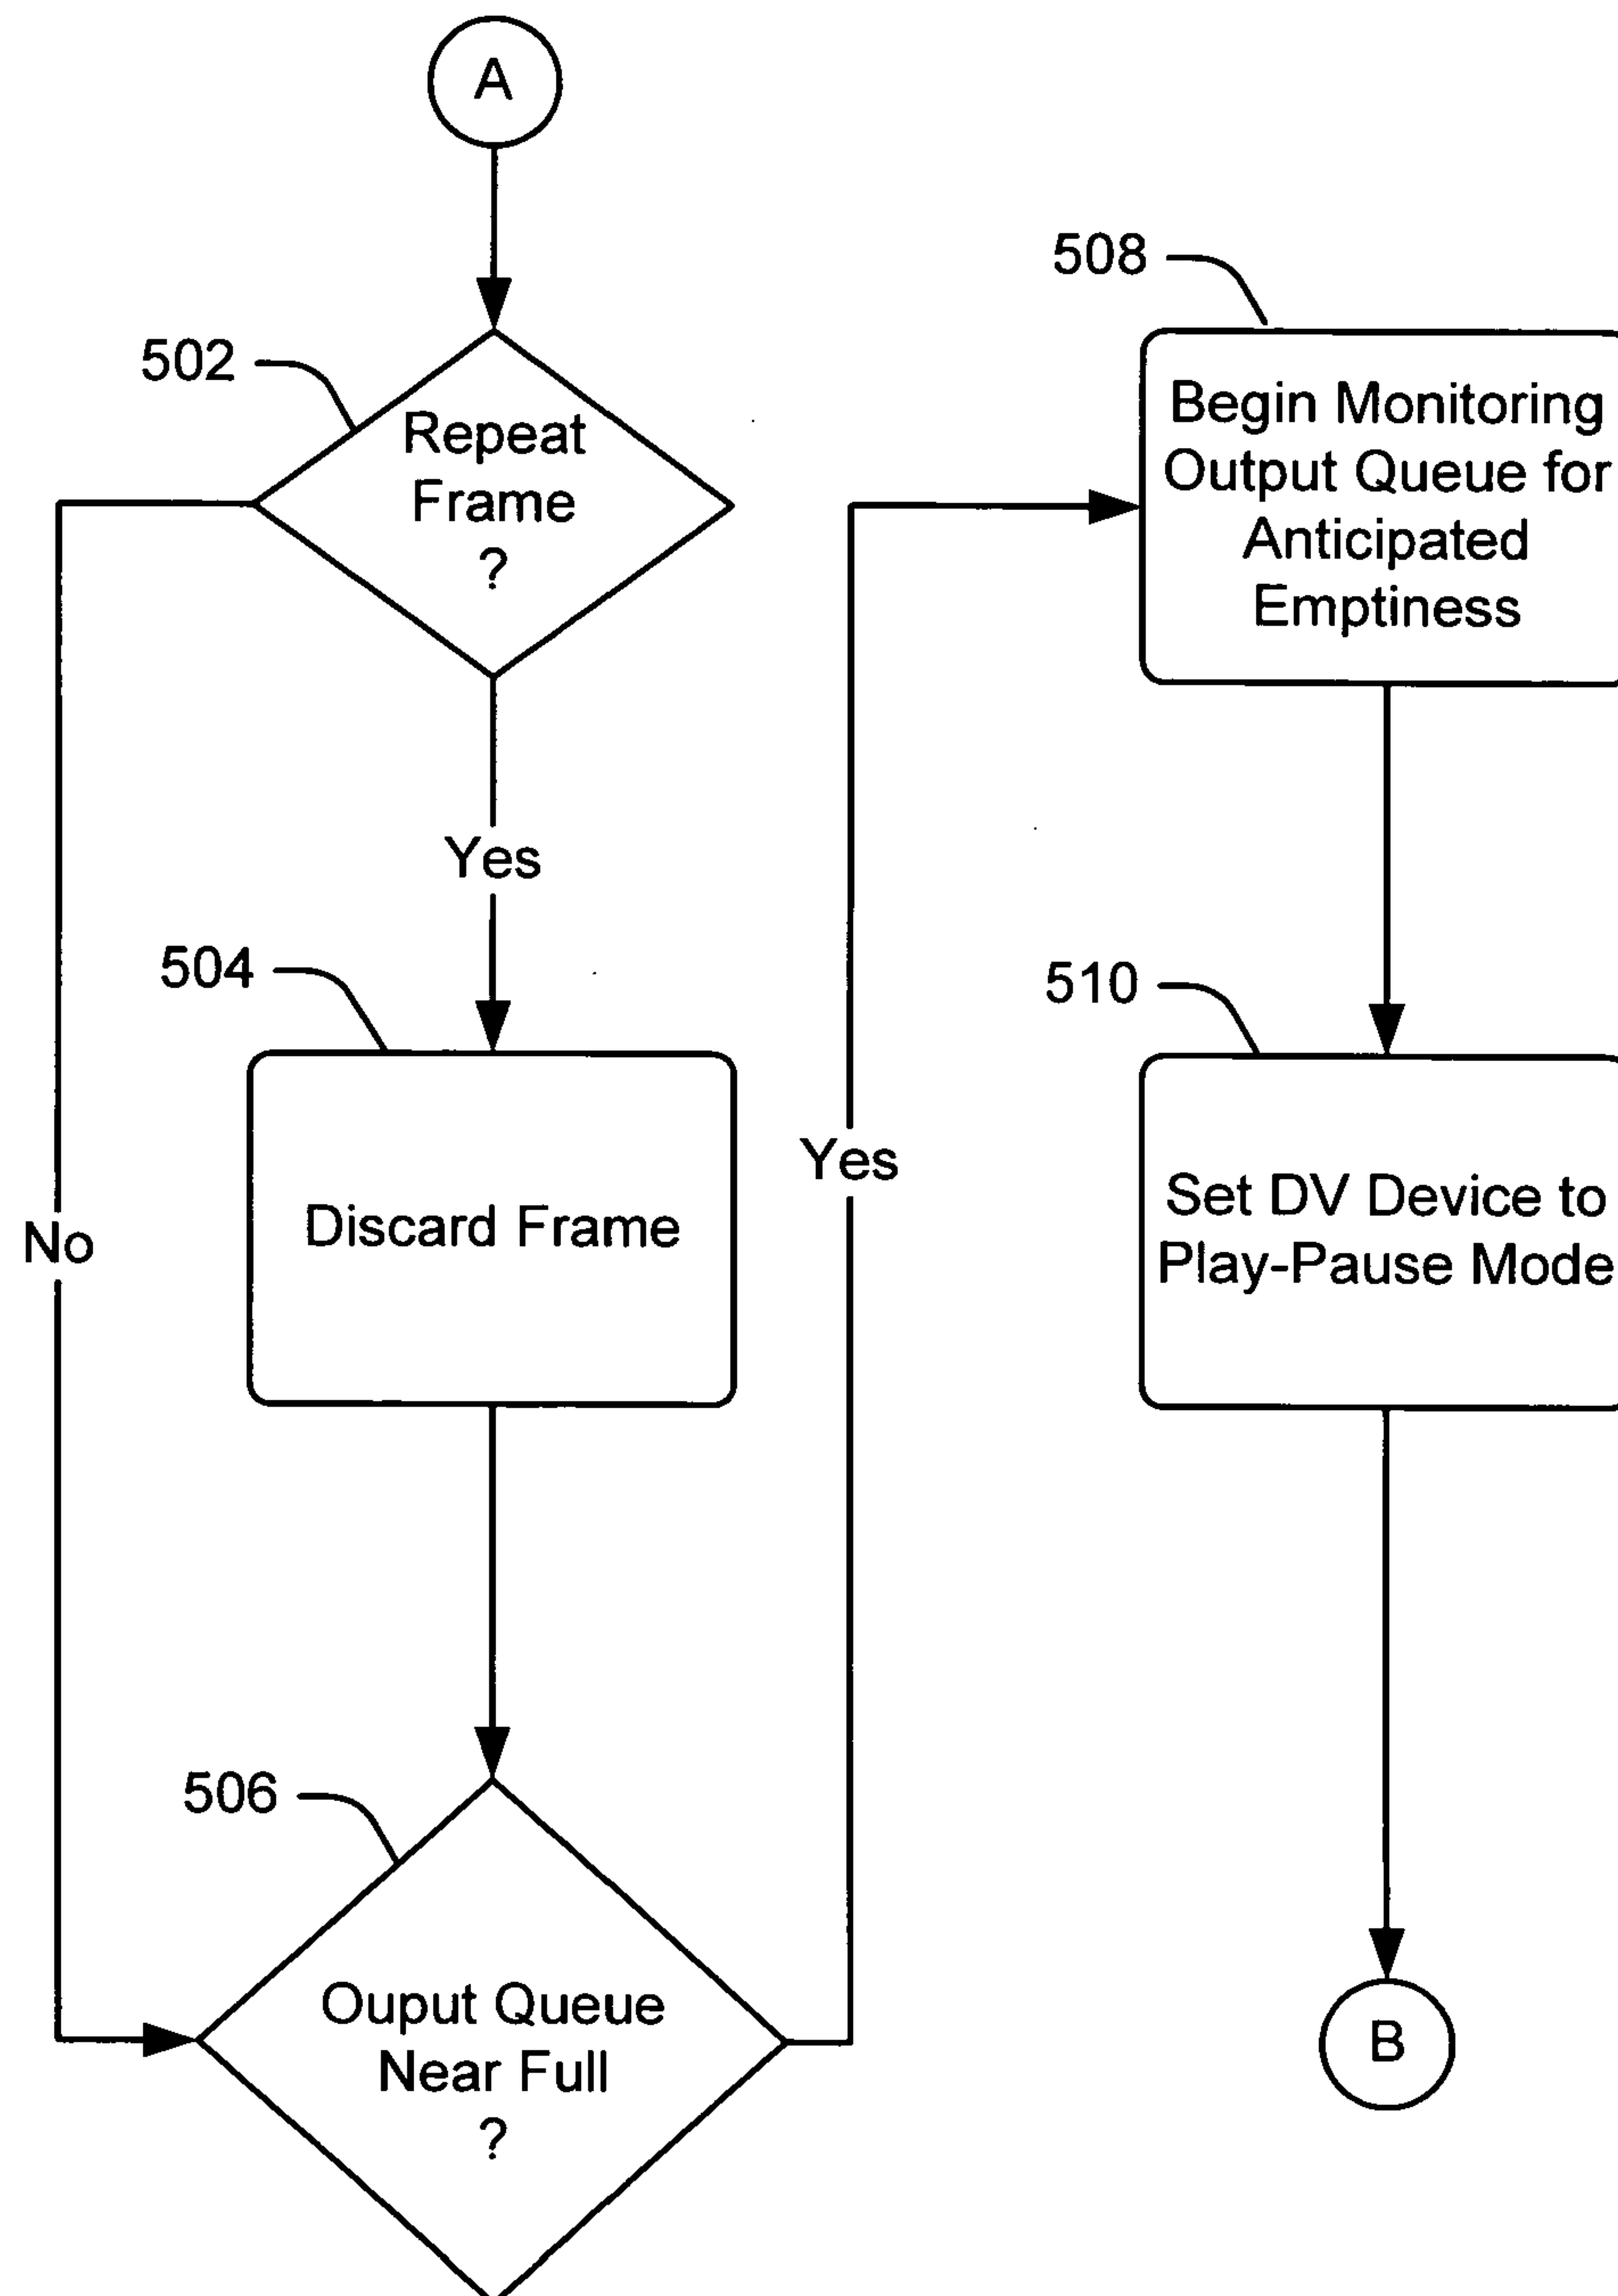 A
502
Repeat
Frame
?
Yes
No
504
Discard Frame
506
Ouput Queue
Near Full
?
Yes
508
Begin Monitoring
Output Queue for
Anticipated
Emptiness
510
Set DV Device to
Play-Pause Mode
B